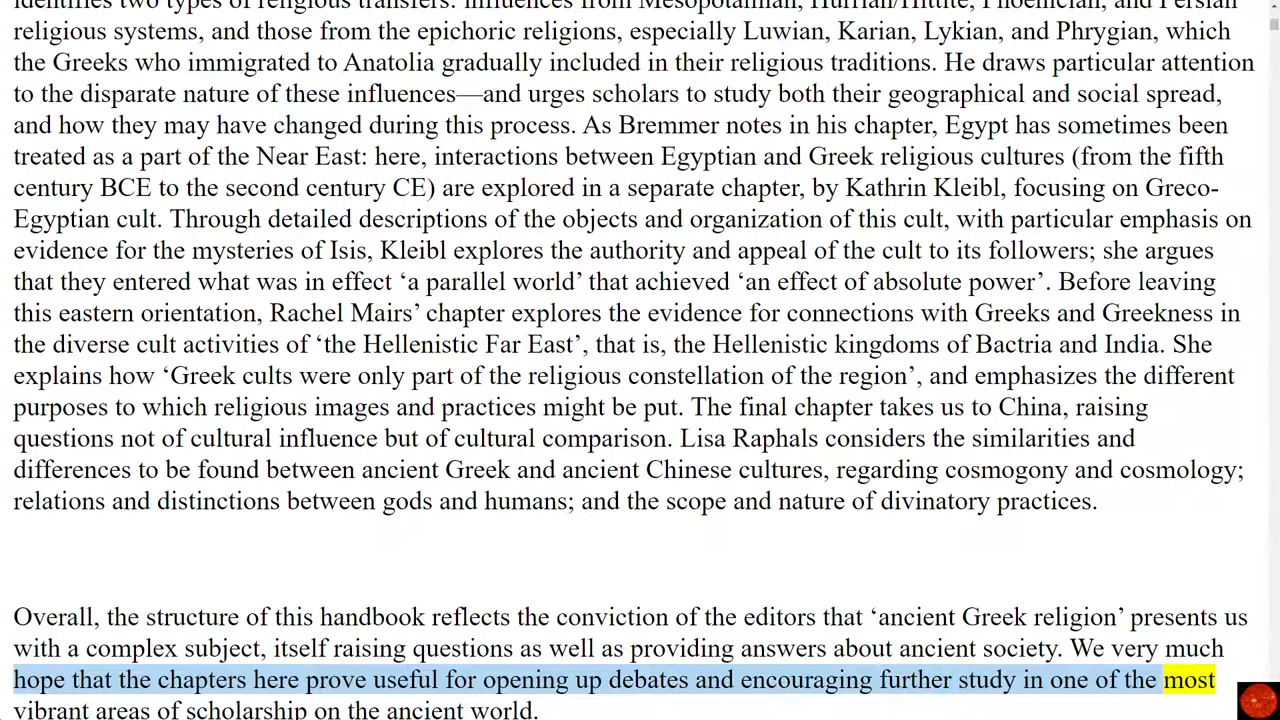 identifies two types of religious transfers: influences from Mesopotamian, Hurrian/Hittite, Phoenician, and Persian
religious systems, and those from the epichoric religions, especially Luwian, Karian, Lykian, and Phrygian, which
the Greeks who immigrated to Anatolia gradually included in their religious traditions. He draws particular attention
to the disparate nature of these influences—and urges scholars to study both their geographical and social spread,
and how they may have changed during this process. As Bremmer notes in his chapter, Egypt has sometimes been
treated as a part of the Near East: here, interactions between Egyptian and Greek religious cultures (from the fifth
century BCE to the second century CE) are explored in a separate chapter, by Kathrin Kleibl, focusing on Greco-
Egyptian cult. Through detailed descriptions of the objects and organization of this cult, with particular emphasis on
evidence for the mysteries of Isis, Kleibl explores the authority and appeal of the cult to its followers; she argues
that they entered what was in effect ‘a parallel world’ that achieved ‘an effect of absolute power’. Before leaving
this eastern orientation, Rachel Mairs’ chapter explores the evidence for connections with Greeks and Greekness in
the diverse cult activities of ‘the Hellenistic Far East’, that is, the Hellenistic kingdoms of Bactria and India. She
explains how ‘Greek cults were only part of the religious constellation of the region’, and emphasizes the different
purposes to which religious images and practices might be put. The final chapter takes us to China, raising
questions not of cultural influence but of cultural comparison. Lisa Raphals considers the similarities and
differences to be found between ancient Greek and ancient Chinese cultures, regarding cosmogony and cosmology;
relations and distinctions between gods and humans; and the scope and nature of divinatory practices.
Overall, the structure of this handbook reflects the conviction of the editors that ‘ancient Greek religion’ presents us
with a complex subject, itself raising questions as well as providing answers about ancient society. We very much
hope that the chapters here prove useful for opening up debates and encouraging further study in one of the most
vibrant areas of scholarship on the ancient world.